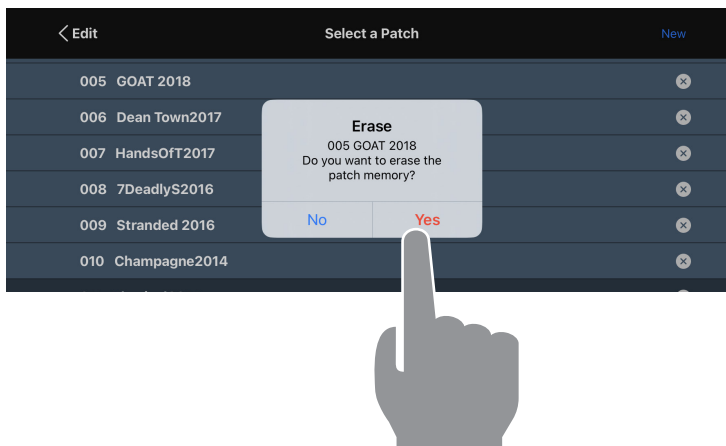 Edit
Select a Patch
New
005 GOAT 2018
006 Dean Town2017
007 HandsOfT2017
008 7DeadlyS2016
009 Stranded 2016
010 Champagne2014
Erase
005 GOAT 2018
Do you want to erase the
patch memory?
No
Yes